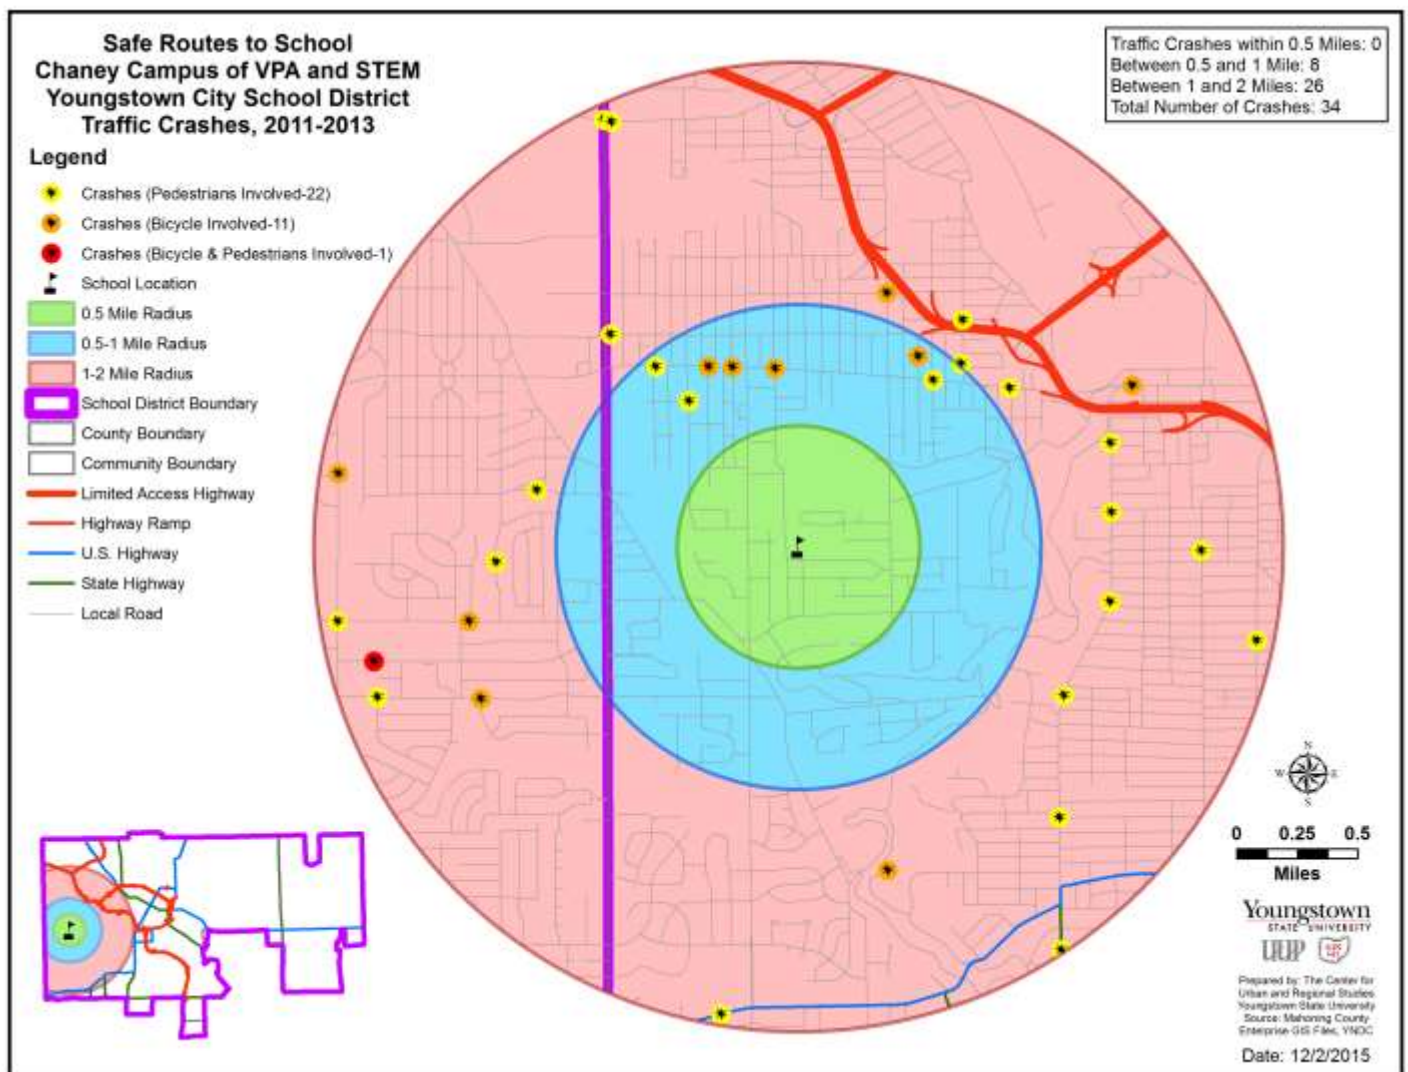 Safe Routes to School
Chaney Campus of VPA and STEM
Youngstown City School District
Traffic Crashes, 2011-2013
Traffic Crashes within 0.5 Miles: 0
Between 0.5 and 1 Mile: 8
Between 1 and 2 Miles: 26
Total Number of Crashes: 34
Legend
Crashes (Pedestrians Involved-22)
Crashes (Bicycle Involved-11)
Crashes (Bicycle & Pedestrians Involved-1)
School Location
0.5 Mile Radius
0.5-1 Mile Radius
1-2 Mile Radius
School District Boundary
County Boundary
Community Boundary
Limited Access Highway
Highway Ramp
U.S. Highway
State Highway
Local Road
N
W E
S
0 0.25 0.5
Miles
Youngstown
STATE UNIVERSITY
Prepared by: The Center for
Urban and Regional Studies
Youngstown State University
Source: Mahoning County
Enterprise GIS Files, YNDC
Date: 12/2/2015